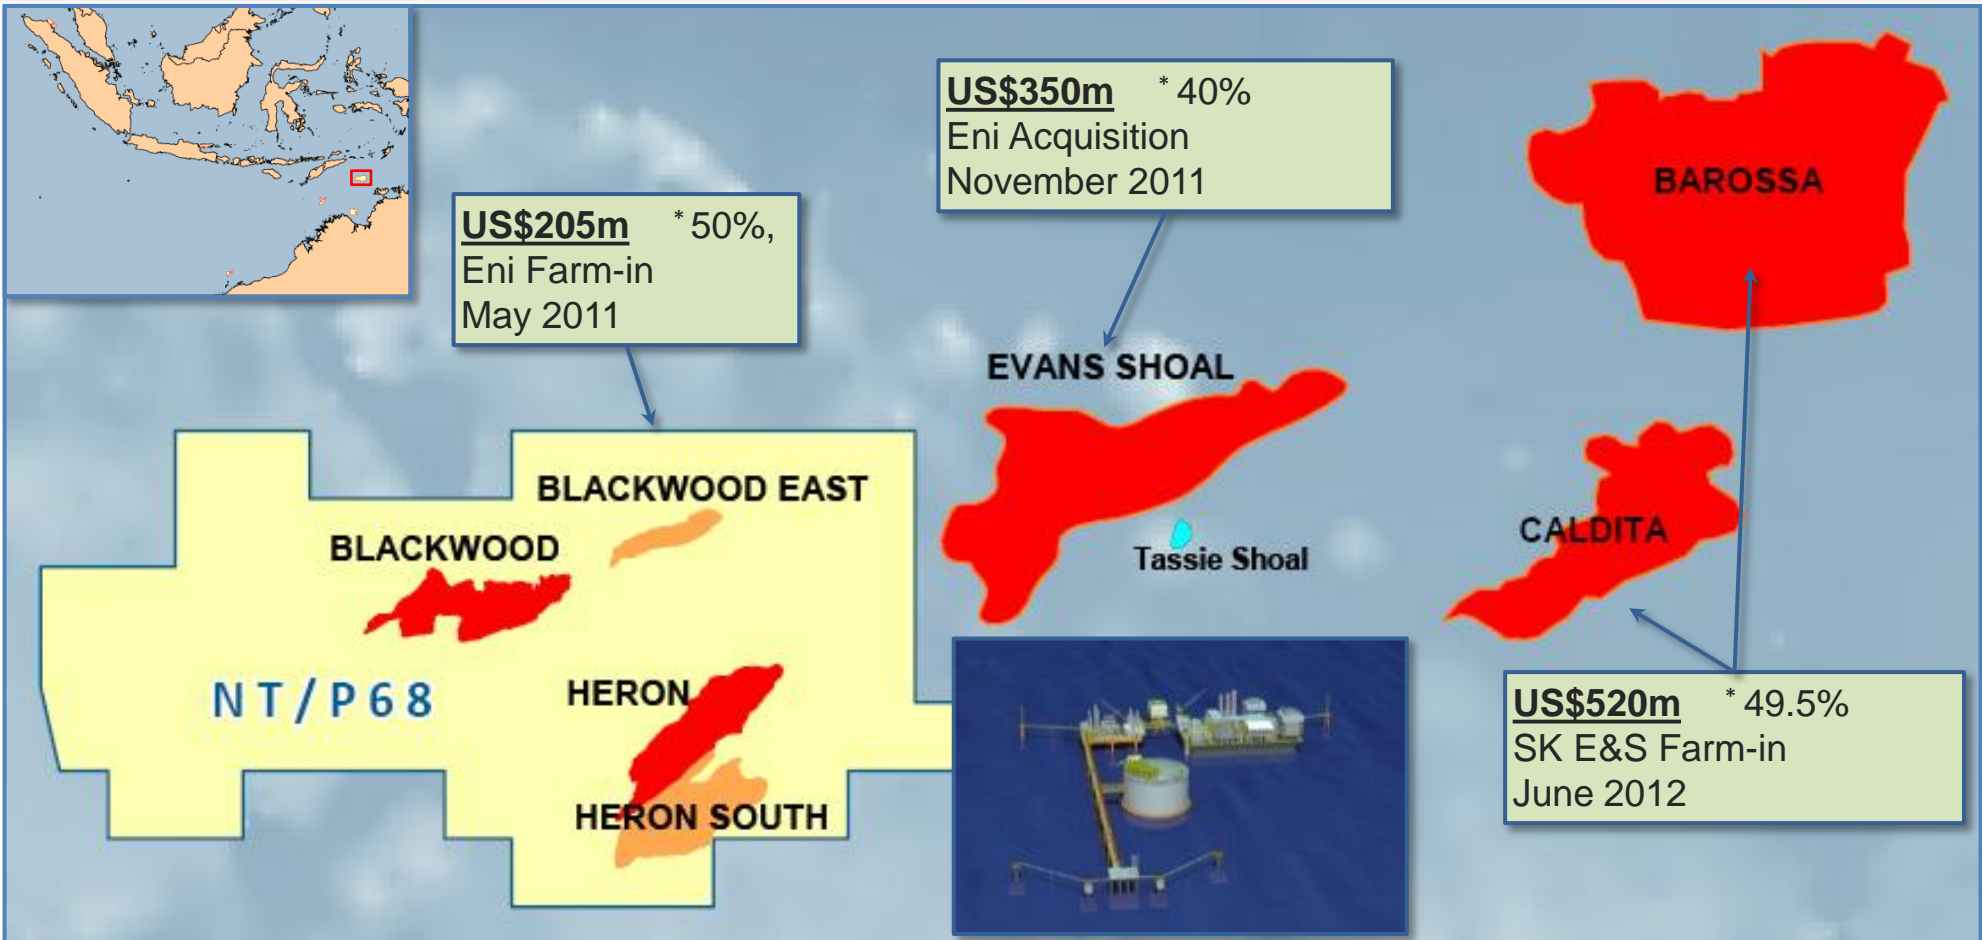 US$350m * 40%
Eni Acquisition
November 2011
US$205m * 50%,
Eni Farm-in
May 2011
BAROSSA
EVANS SHOAL
BLACKWOOD EAST
BLACKWOOD
CALDITA
Tassie Shoal
NT/P68
HERON
HERON SOUTH
US$520m * 49.5%
SK E&S Farm-in
June 2012